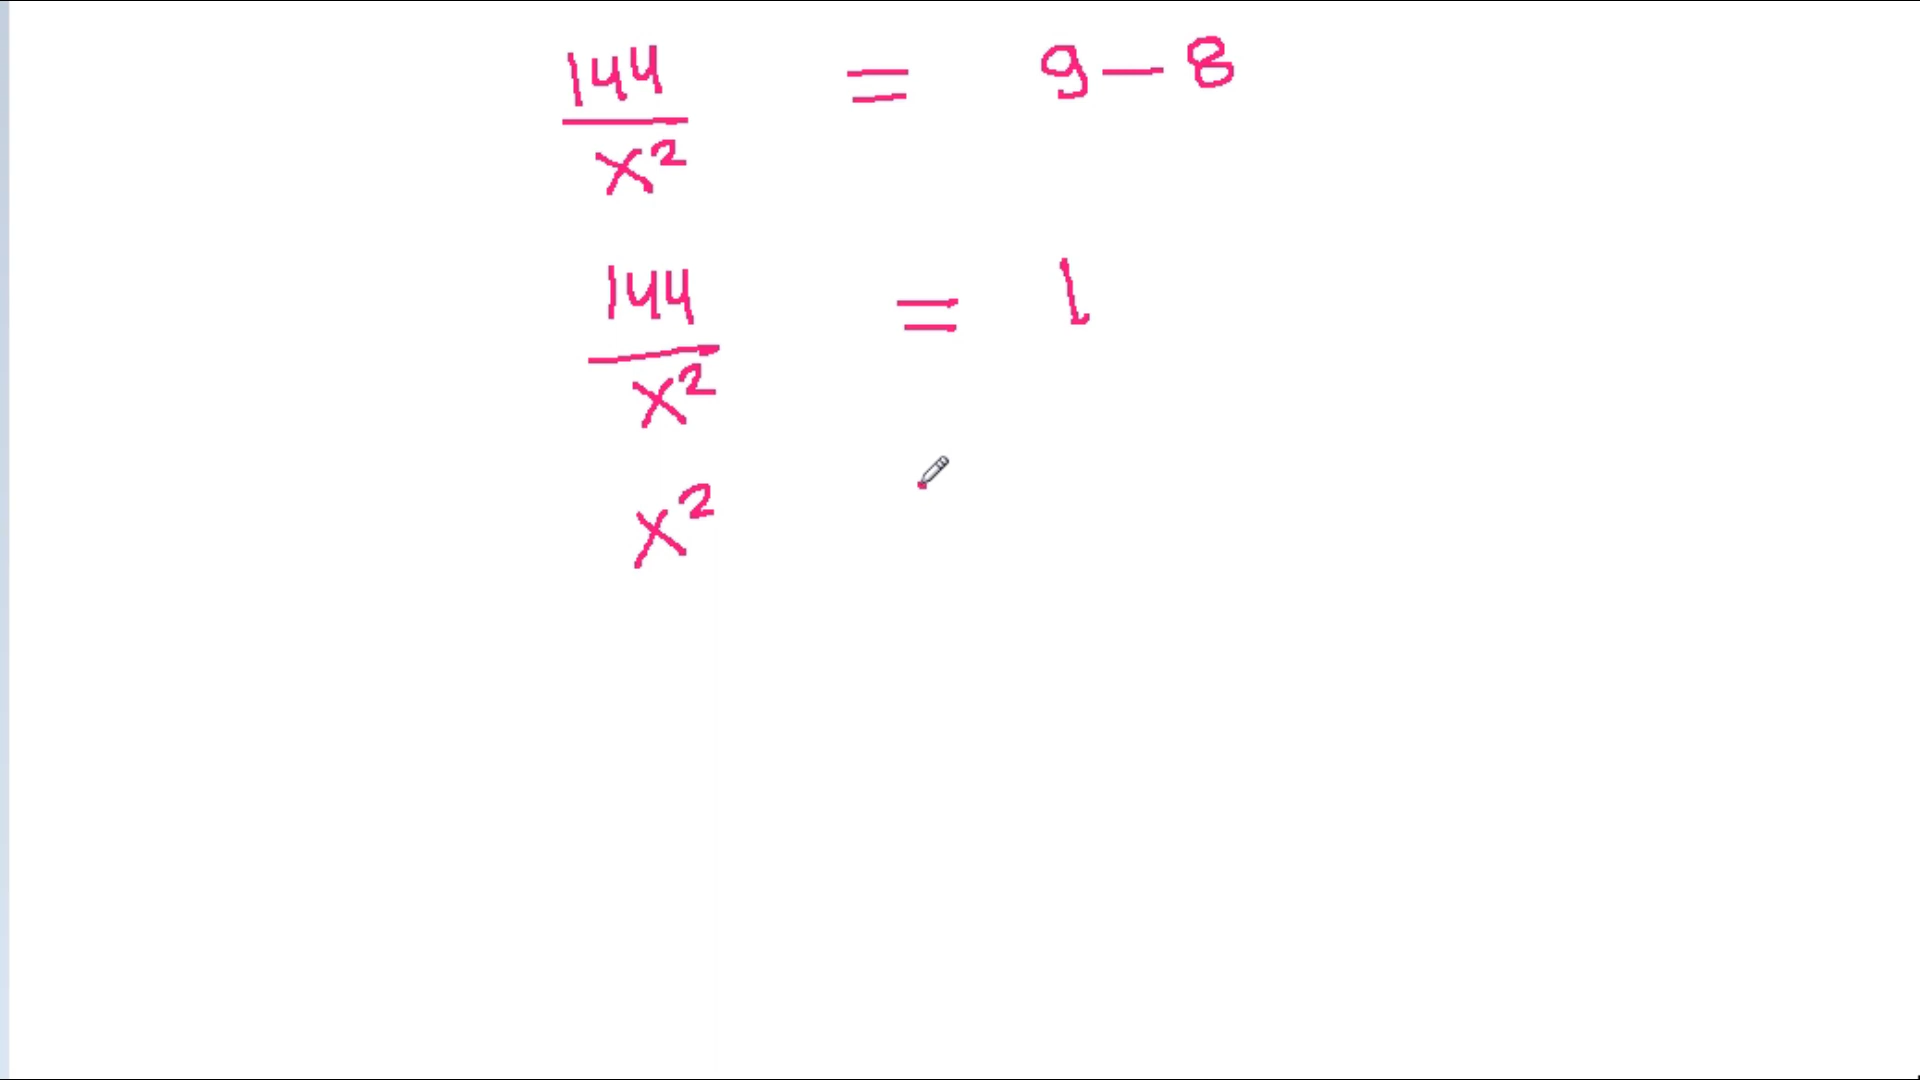 144/x² = 9 - 8
144/x² = 1
x²